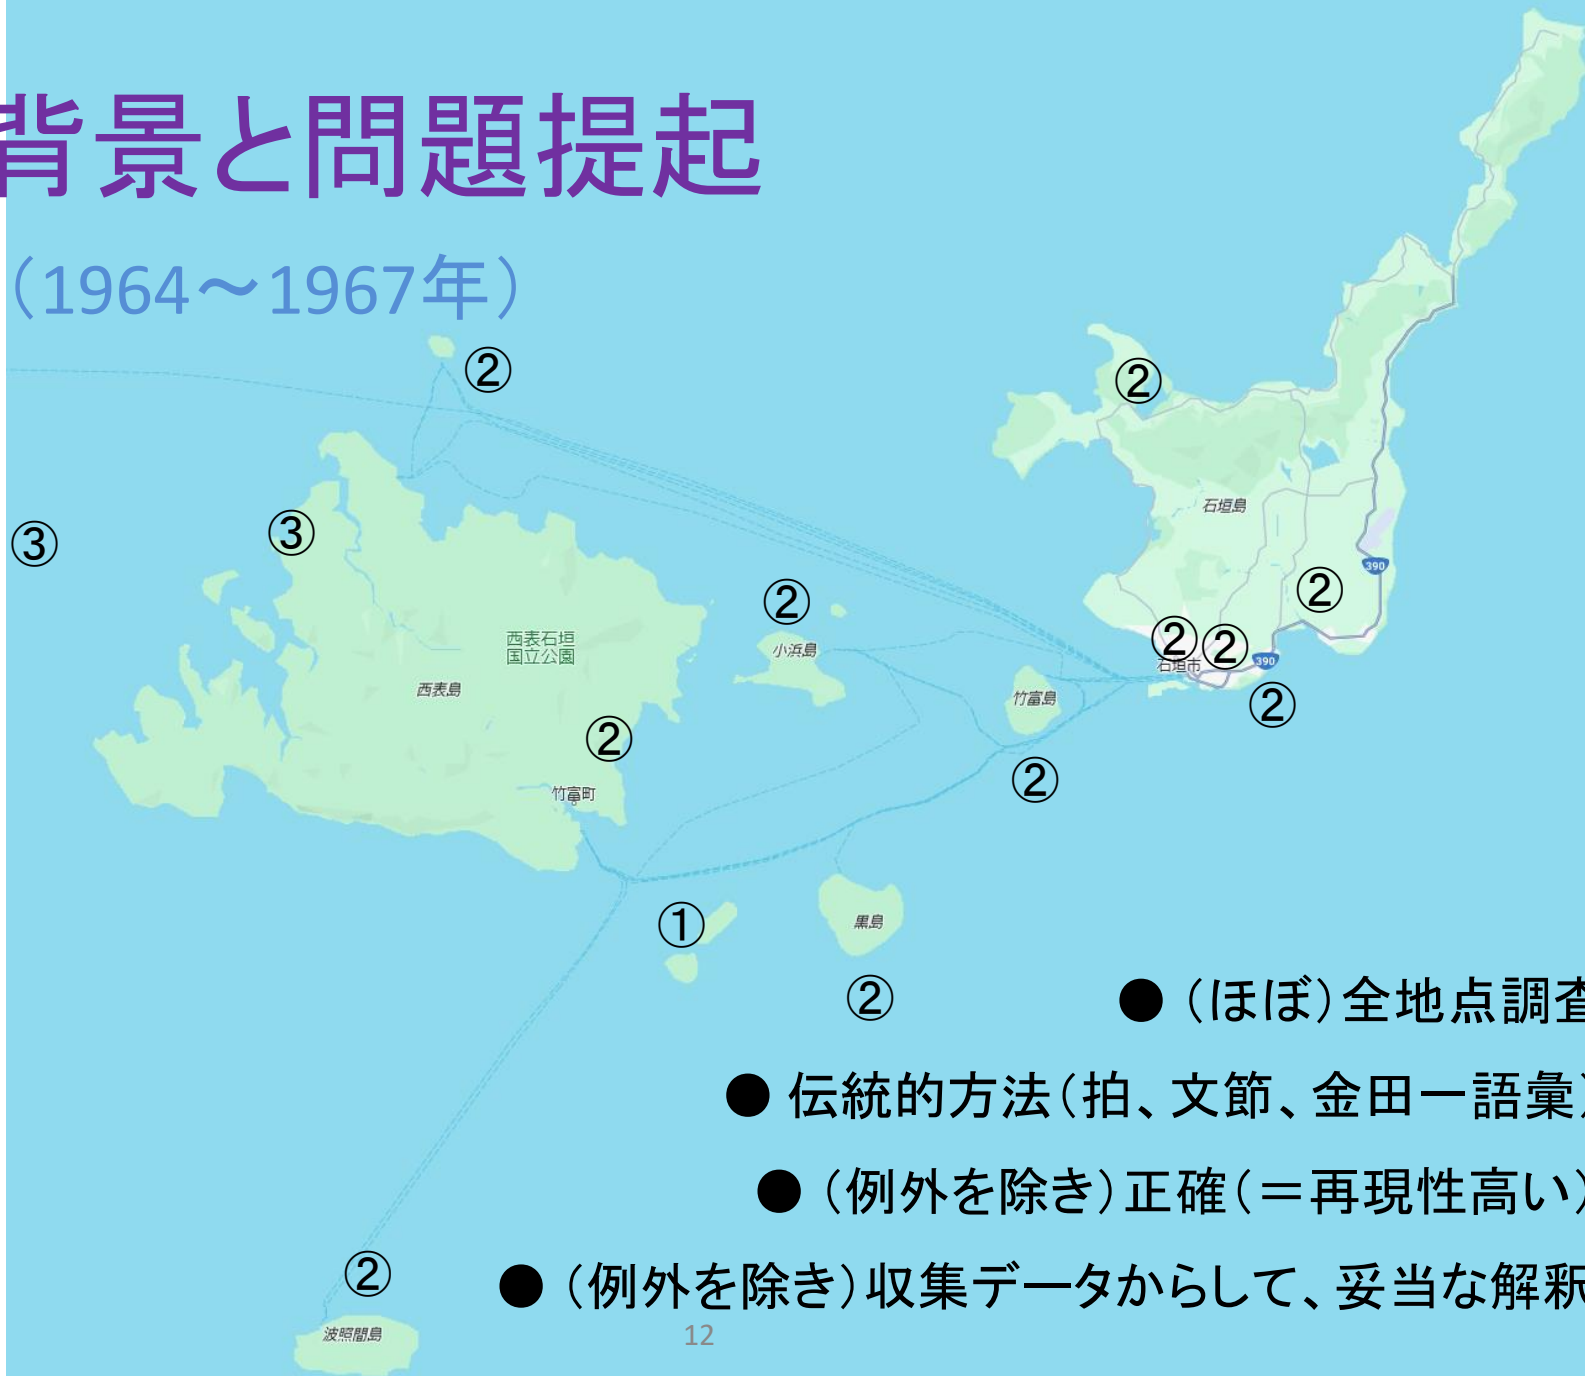 背景と問題提起
（1964～1967年）
②
②
石垣島
③
③
390
②
②
西表石垣
国立公園
小浜島
②
②
石垣市
390
西表島
竹富島
②
②
②
竹富町
①
黒島
②
●（ほぼ）全地点調査
● 伝統的方法（拍、文節、金田一語彙）
●（例外を除き）正確（＝再現性高い）
②
●（例外を除き）収集データからして、妥当な解釈
波照間島
12